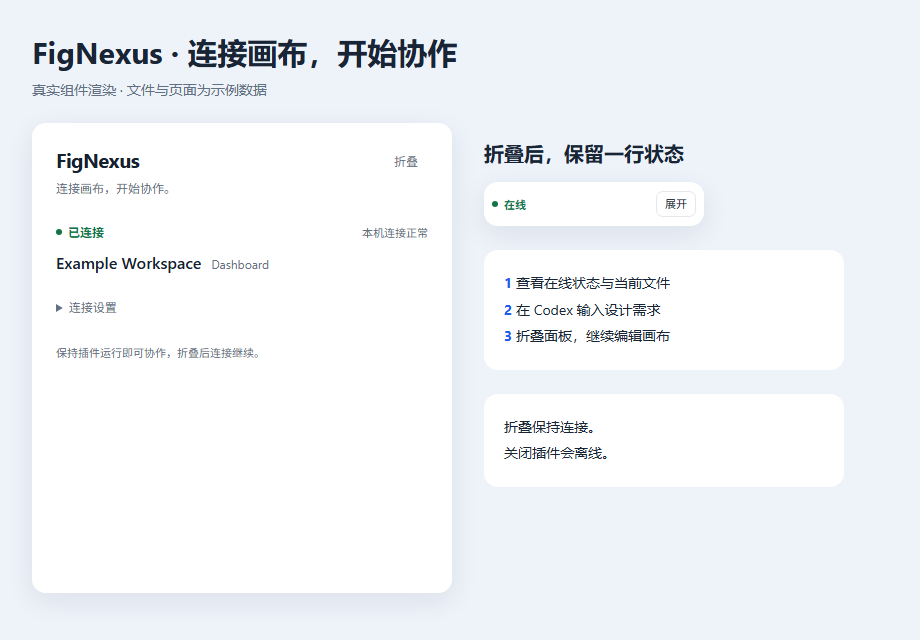 FigNexus · 连接画布，开始协作
真实组件渲染 · 文件与页面为示例数据
FigNexus
折叠
连接画布，开始协作。
已连接
本机连接正常
Example Workspace Dashboard
连接设置
保持插件运行即可协作，折叠后连接继续。
折叠后，保留一行状态
在线
展开
1 查看在线状态与当前文件
2 在 Codex 输入设计需求
3 折叠面板，继续编辑画布
折叠保持连接。
关闭插件会离线。